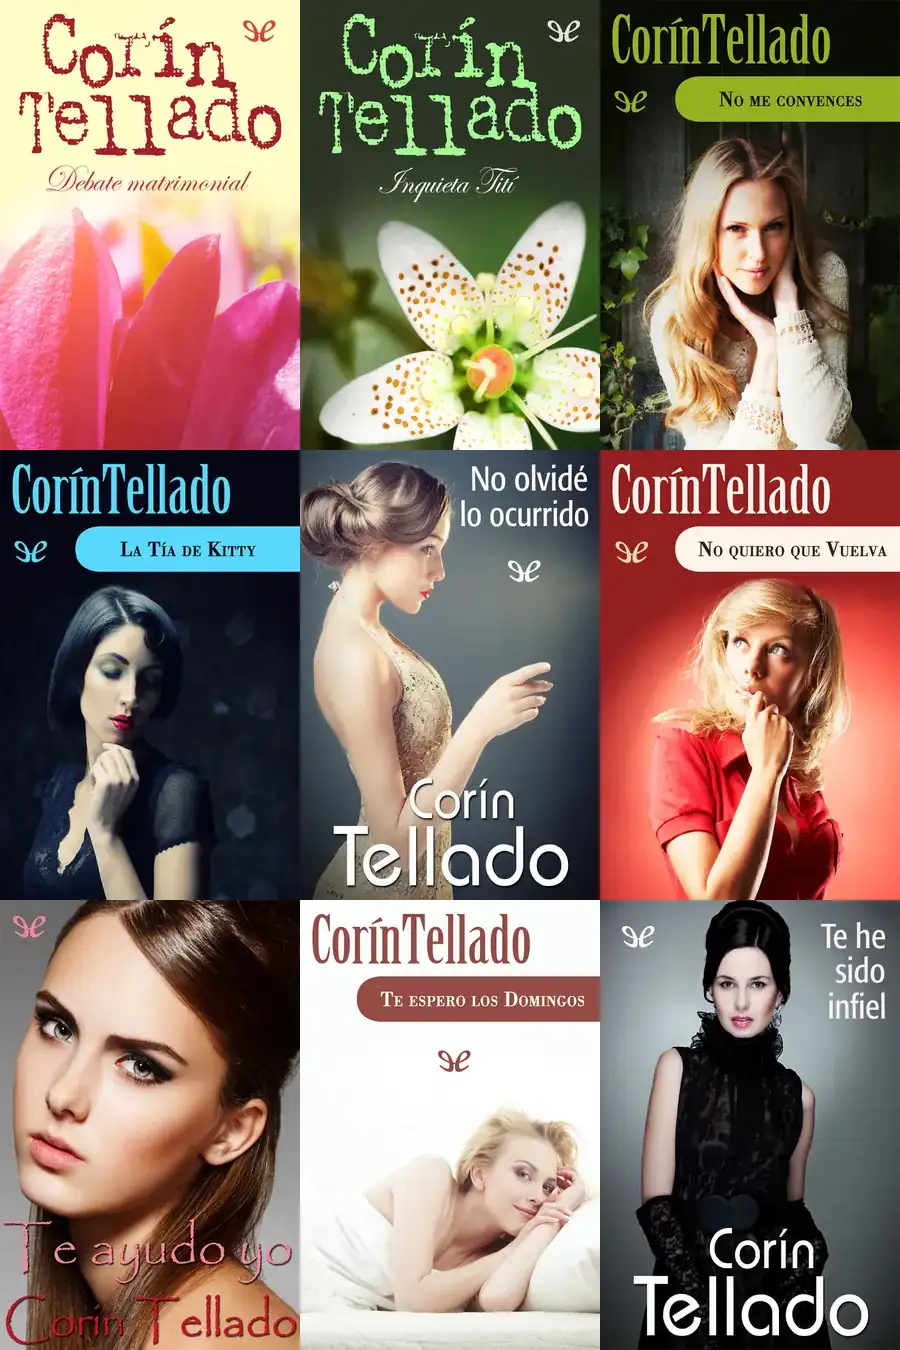 Corín
Tellado
Debate matrimonial
Corín
Tellado
Inquieta Tití
CorínTellado
No me convences
CorínTellado
La Tía de Kitty
No olvidé
lo ocurrido
Corín
Tellado
CorínTellado
No quiero que Vuelva
Te ayudo yo
Corín Tellado
CorínTellado
Te espero los Domingos
Te he
sido
infiel
Corín
Tellado